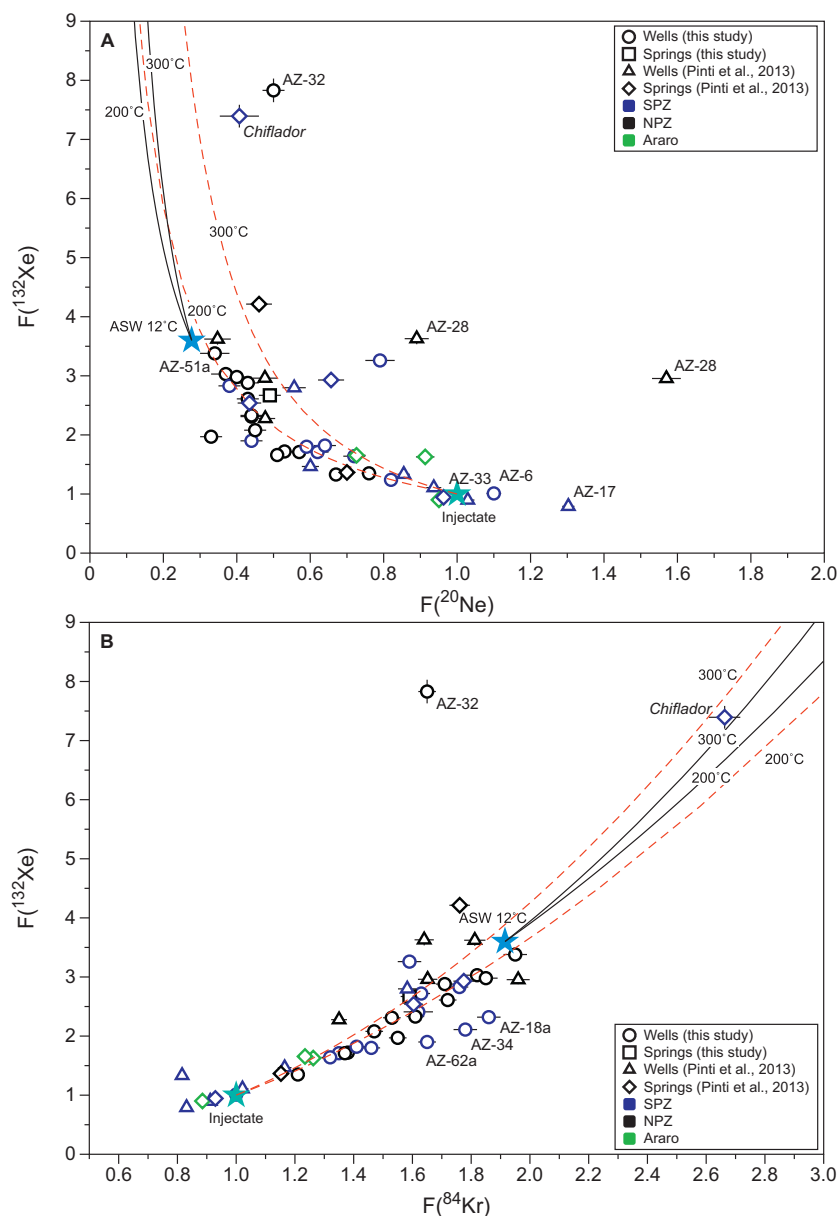 A
9
8
7
6
5
4
3
2
1
0
F(132Xe)
0
0.2
0.4
0.6
0.8
1.0
1.2
1.4
1.6
1.8
2.0
F(20Ne)
Wells (this study)
Springs (this study)
Wells (Pinti et al., 2013)
Springs (Pinti et al., 2013)
SPZ
NPZ
Araro
300˚C
200˚C
AZ-32
Chiflador
300˚C
200˚C
ASW 12˚C
AZ-51a
AZ-28
AZ-28
AZ-33
AZ-6
AZ-17
Injectate
B
9
8
7
6
5
4
3
2
1
0
F(132Xe)
0.6
0.8
1.0
1.2
1.4
1.6
1.8
2.0
2.2
2.4
2.6
2.8
3.0
F(84Kr)
AZ-32
300˚C
Chiflador
300˚C
200˚C
200˚C
ASW 12˚C
AZ-18a
AZ-34
AZ-62a
Injectate
Wells (this study)
Springs (this study)
Wells (Pinti et al., 2013)
Springs (Pinti et al., 2013)
SPZ
NPZ
Araro